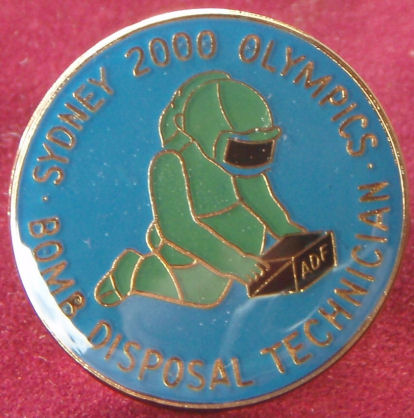 · SYDNEY 2000 OLYMPICS ·
BOMB DISPOSAL TECHNICIAN
ADF